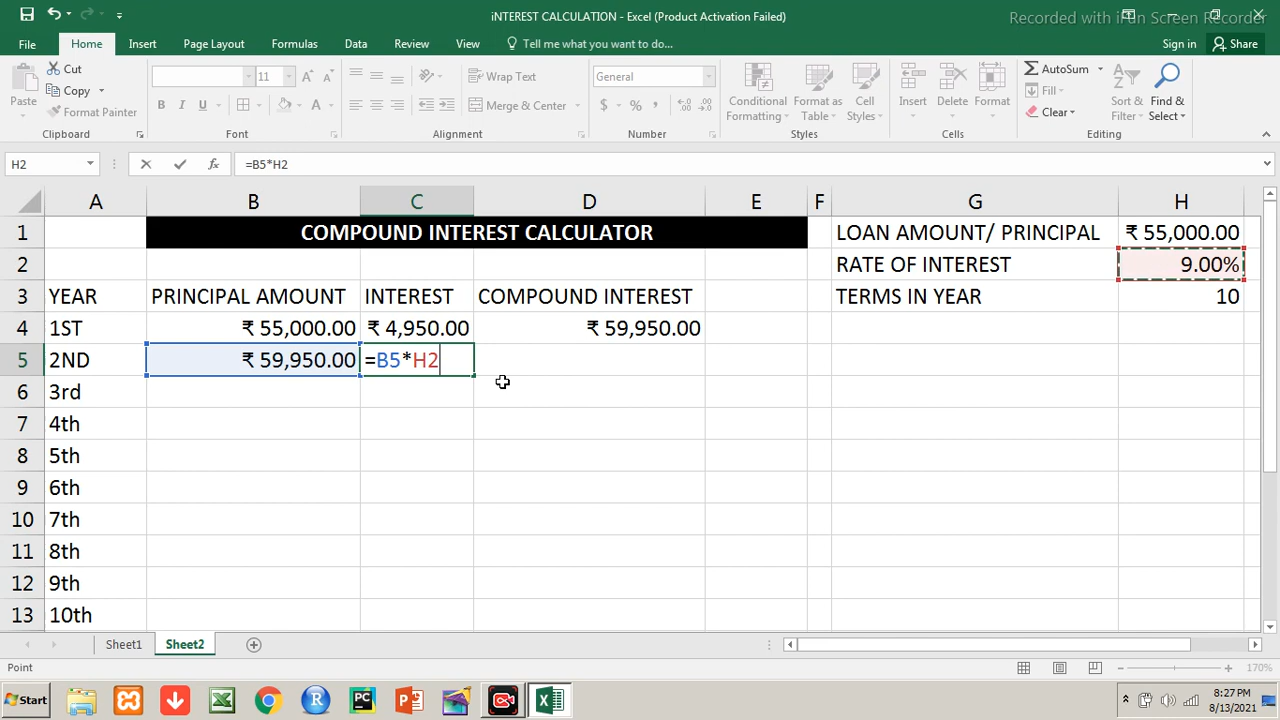 iNTEREST CALCULATION - Excel (Product Activation Failed)
File Home Insert Page Layout Formulas Data Review View Tell me what you want to do... Sign in Share
Cut
Copy
Format Painter
Paste
Clipboard
11
B I U A
Font
Wrap Text
Merge & Center
Alignment
General
$ % ,
Number
Conditional Formatting
Format as Table
Cell Styles
Styles
Insert Delete Format
Cells
AutoSum
Fill
Clear
Sort & Filter
Find & Select
Editing
H2 fx =B5*H2
A B C D E F G H
1 COMPOUND INTEREST CALCULATOR LOAN AMOUNT/ PRINCIPAL ₹ 55,000.00
2 RATE OF INTEREST 9.00%
3 YEAR PRINCIPAL AMOUNT INTEREST COMPOUND INTEREST TERMS IN YEAR 10
4 1ST ₹ 55,000.00 ₹ 4,950.00 ₹ 59,950.00
5 2ND ₹ 59,950.00 =B5*H2
6 3rd
7 4th
8 5th
9 6th
10 7th
11 8th
12 9th
13 10th
Sheet1 Sheet2
Point 170%
Start R PC 8:27 PM
8/13/2021